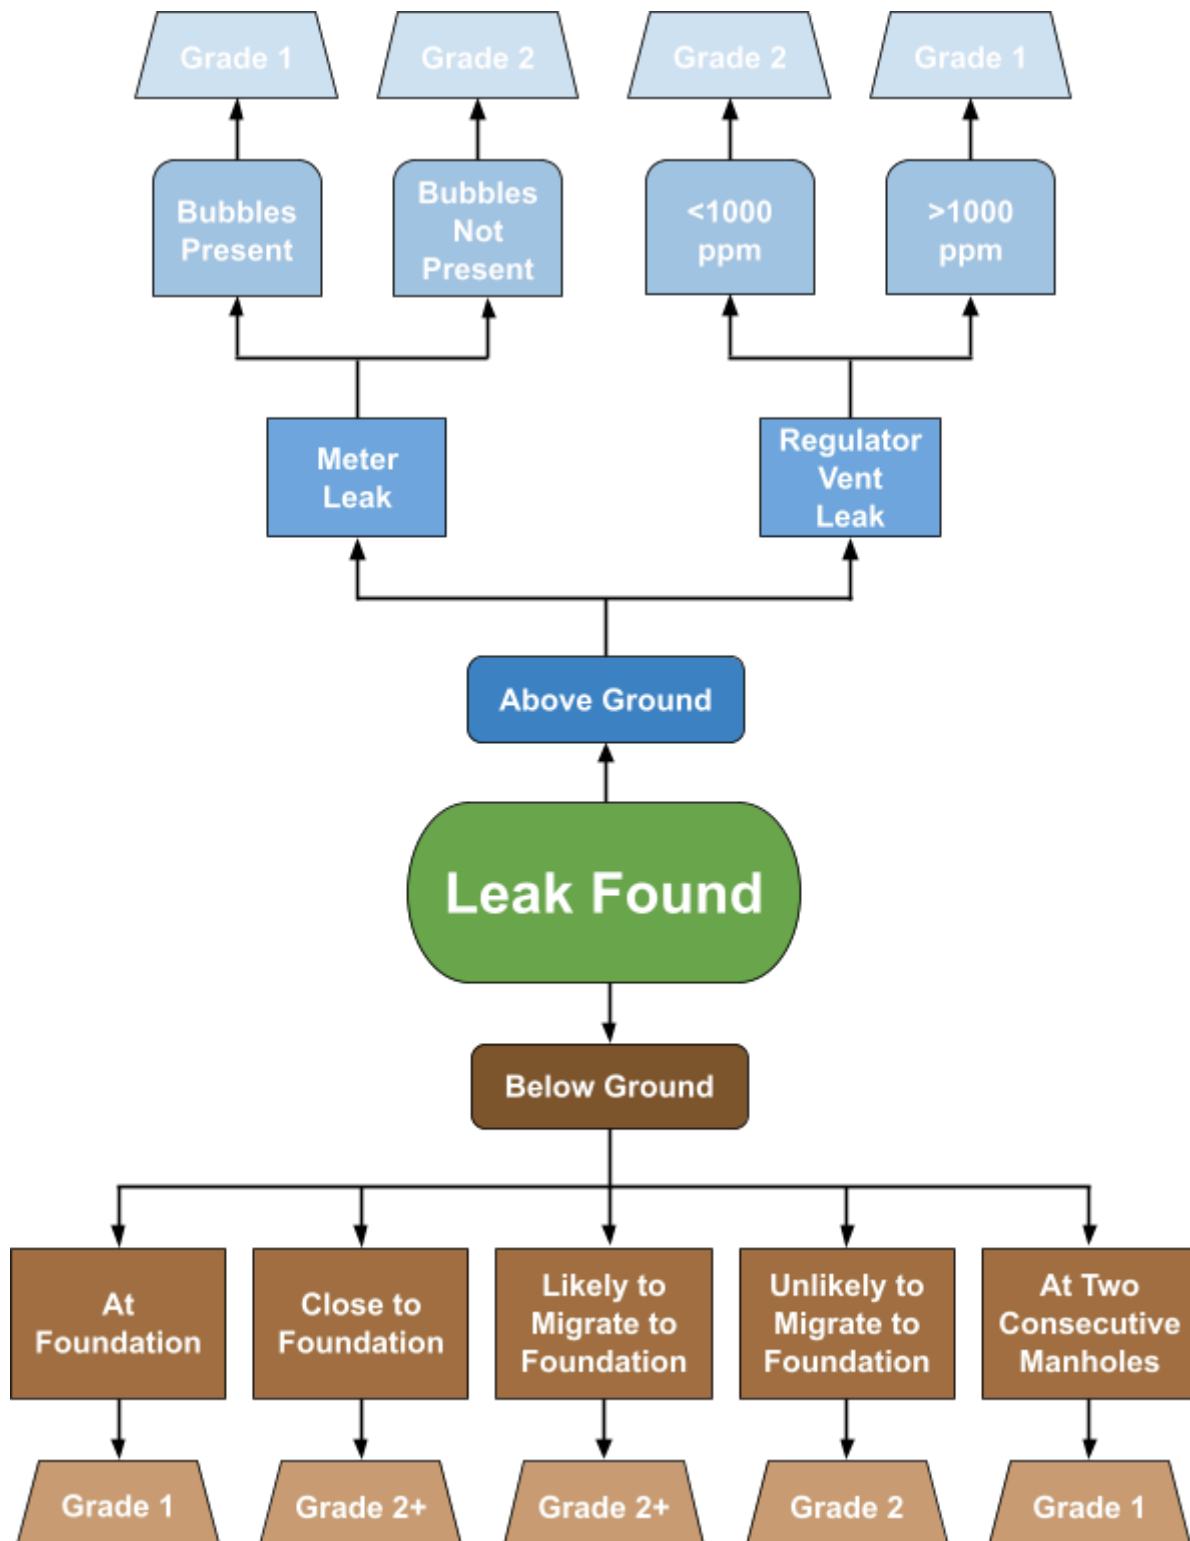 Grade 1
Grade 2
Grade 2
Grade 1
Bubbles
Present
Bubbles
Not
Present
<1000
ppm
>1000
ppm
Meter
Leak
Regulator
Vent
Leak
Above Ground
Leak Found
Below Ground
At
Foundation
Close to
Foundation
Likely to
Migrate to
Foundation
Unlikely to
Migrate to
Foundation
At Two
Consecutive
Manholes
Grade 1
Grade 2+
Grade 2+
Grade 2
Grade 1